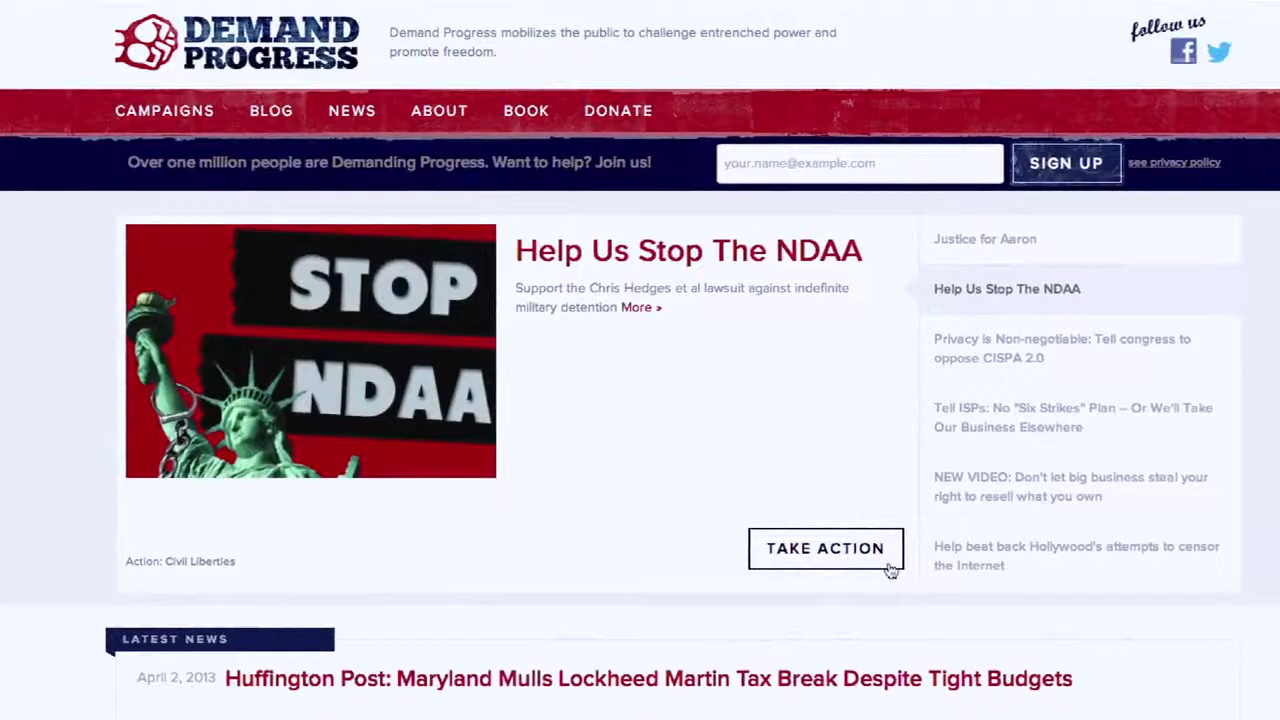 DEMAND
PROGRESS
Demand Progress mobilizes the public to challenge entrenched power and
promote freedom.
follow us
CAMPAIGNS BLOG NEWS ABOUT BOOK DONATE
Over one million people are Demanding Progress. Want to help? Join us!
your.name@example.com
SIGN UP
see privacy policy
STOP
NDAA
Help Us Stop The NDAA
Support the Chris Hedges et al lawsuit against indefinite
military detention More »
Action: Civil Liberties
TAKE ACTION
Justice for Aaron
Help Us Stop The NDAA
Privacy is Non-negotiable: Tell congress to
oppose CISPA 2.0
Tell ISPs: No "Six Strikes" Plan – Or We'll Take
Our Business Elsewhere
NEW VIDEO: Don't let big business steal your
right to resell what you own
Help beat back Hollywood's attempts to censor
the Internet
LATEST NEWS
April 2, 2013 Huffington Post: Maryland Mulls Lockheed Martin Tax Break Despite Tight Budgets